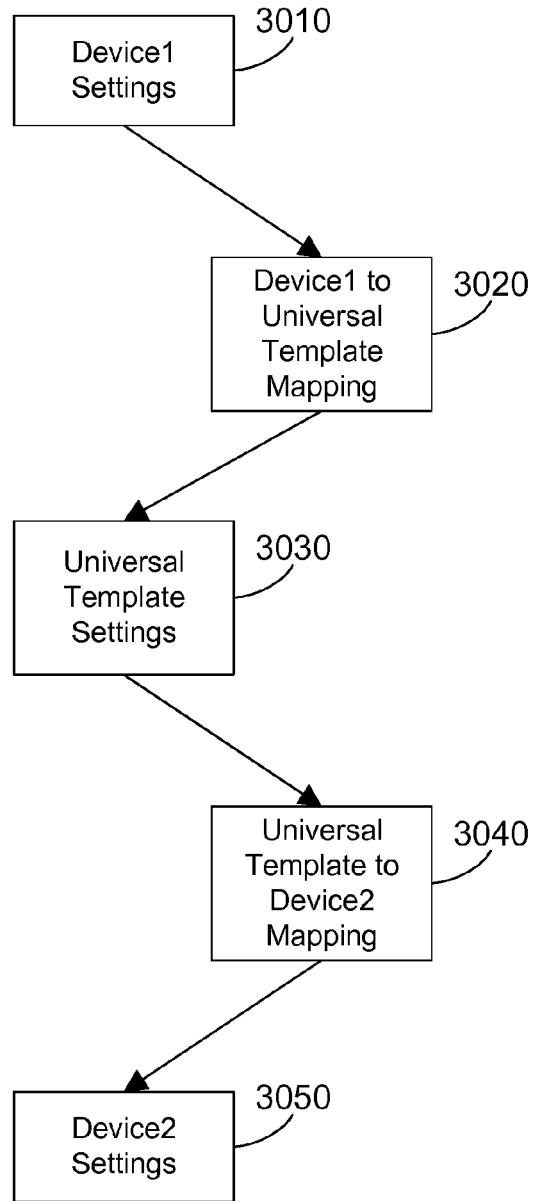 3010
Device1
Settings
3020
Device1 to
Universal
Template
Mapping
3030
Universal
Template
Settings
3040
Universal
Template to
Device2
Mapping
3050
Device2
Settings